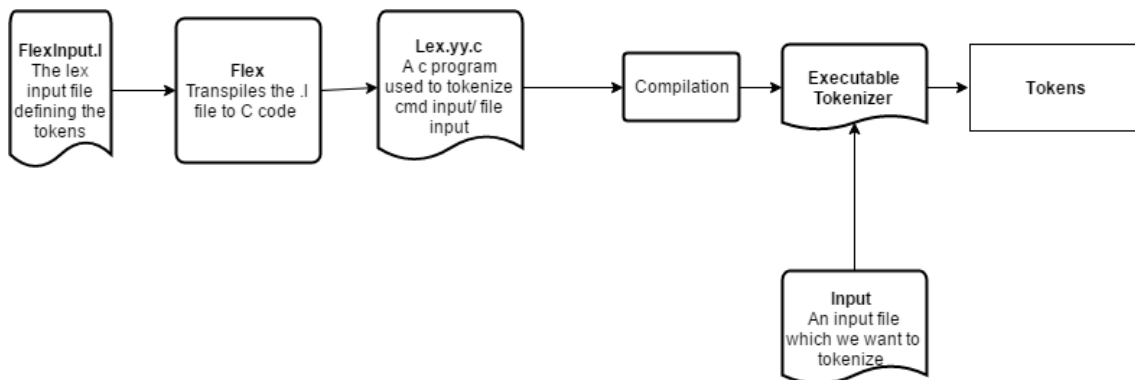 FlexInput.l
The lex
input file
defining the
tokens
Flex
Transpiles the .l
file to C code
Lex.yy.c
A c program
used to tokenize
cmd input/ file
input
Compilation
Executable
Tokenizer
Tokens
Input
An input file
which we want to
tokenize